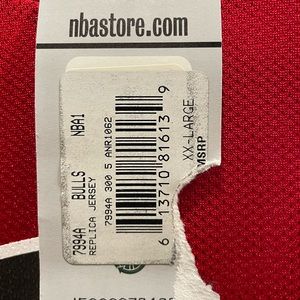 nbastore.com
7994A BULLS NBA1
REPLICA JERSEY
7994A 300 5 ANR1062
6 13710 81613 9
XX-LARGE
MSRP